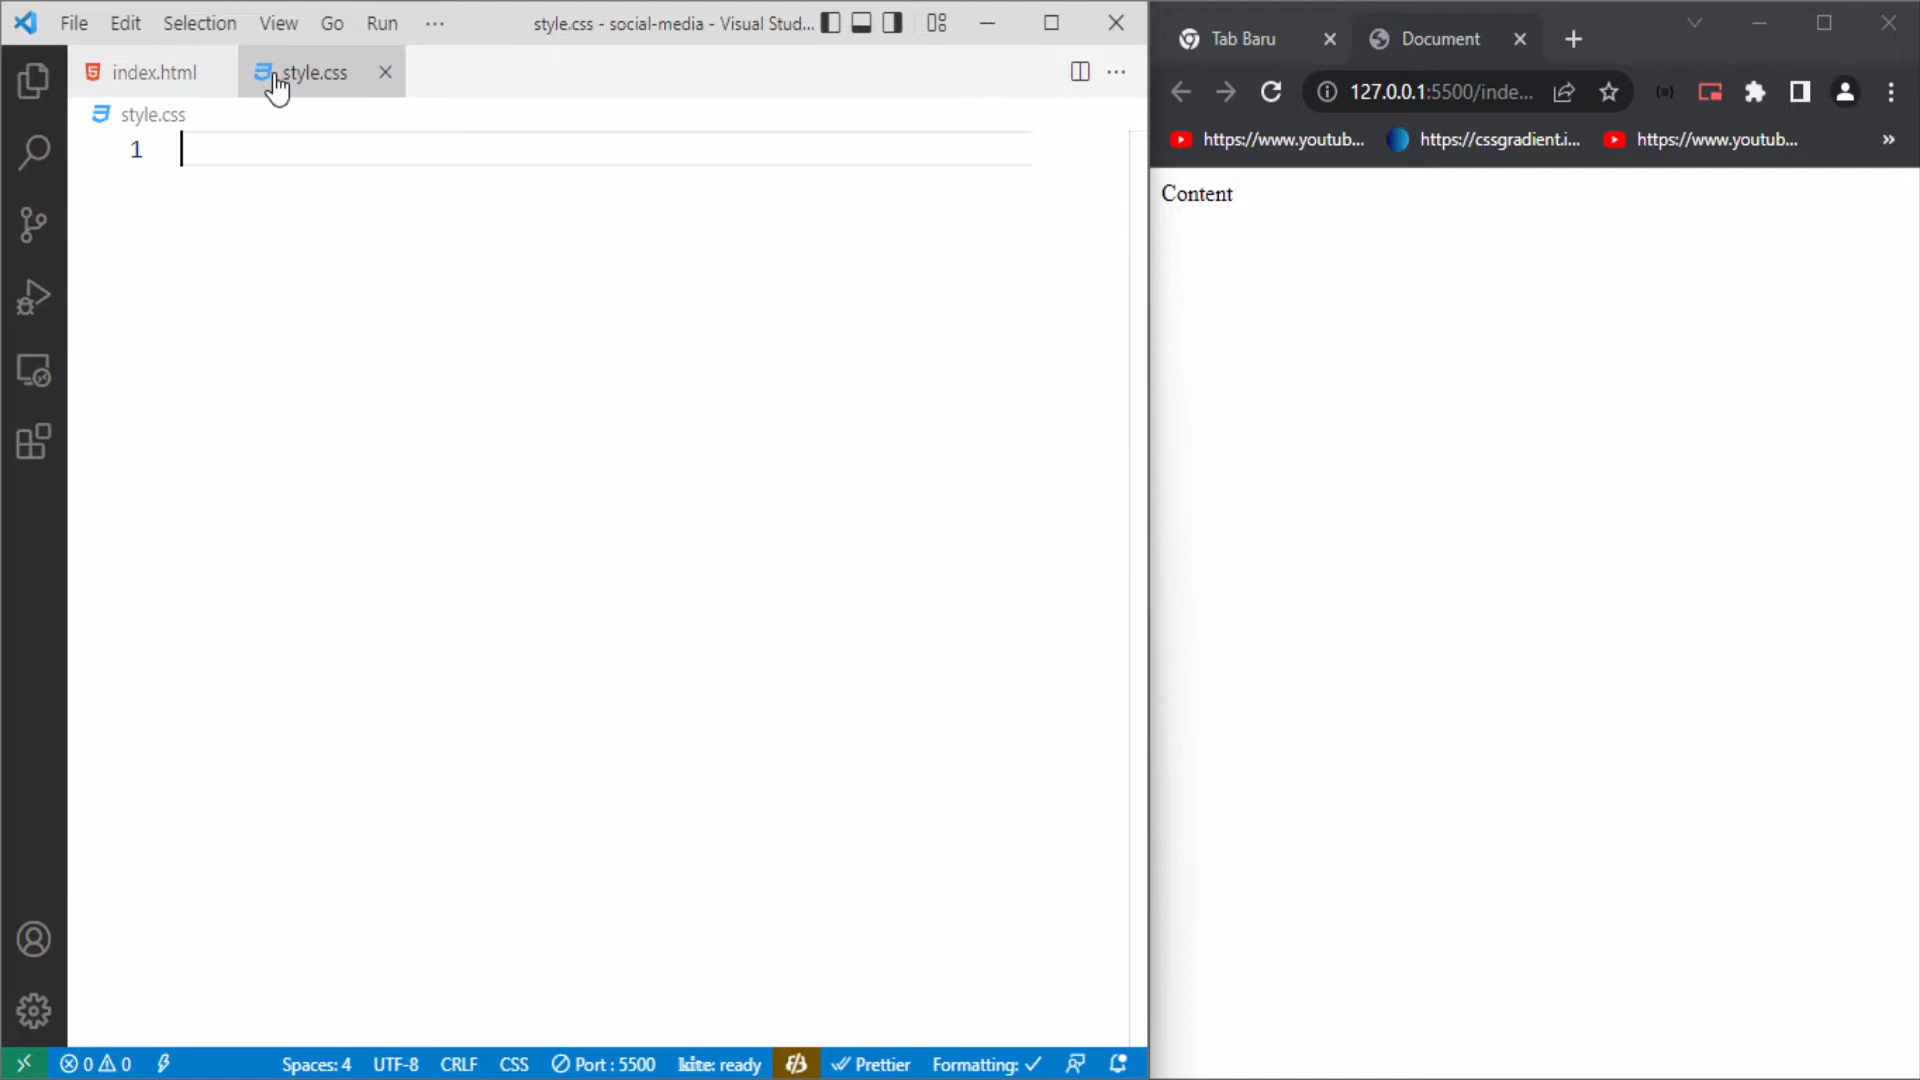 File Edit Selection View Go Run ··· style.css - social-media - Visual Stud...
index.html style.css
style.css
1
Spaces: 4 UTF-8 CRLF CSS Port : 5500 kite: ready Prettier Formatting: ✓
0 0
Tab Baru Document
127.0.0.1:5500/inde...
https://www.youtub... https://cssgradient.i... https://www.youtub... »
Content